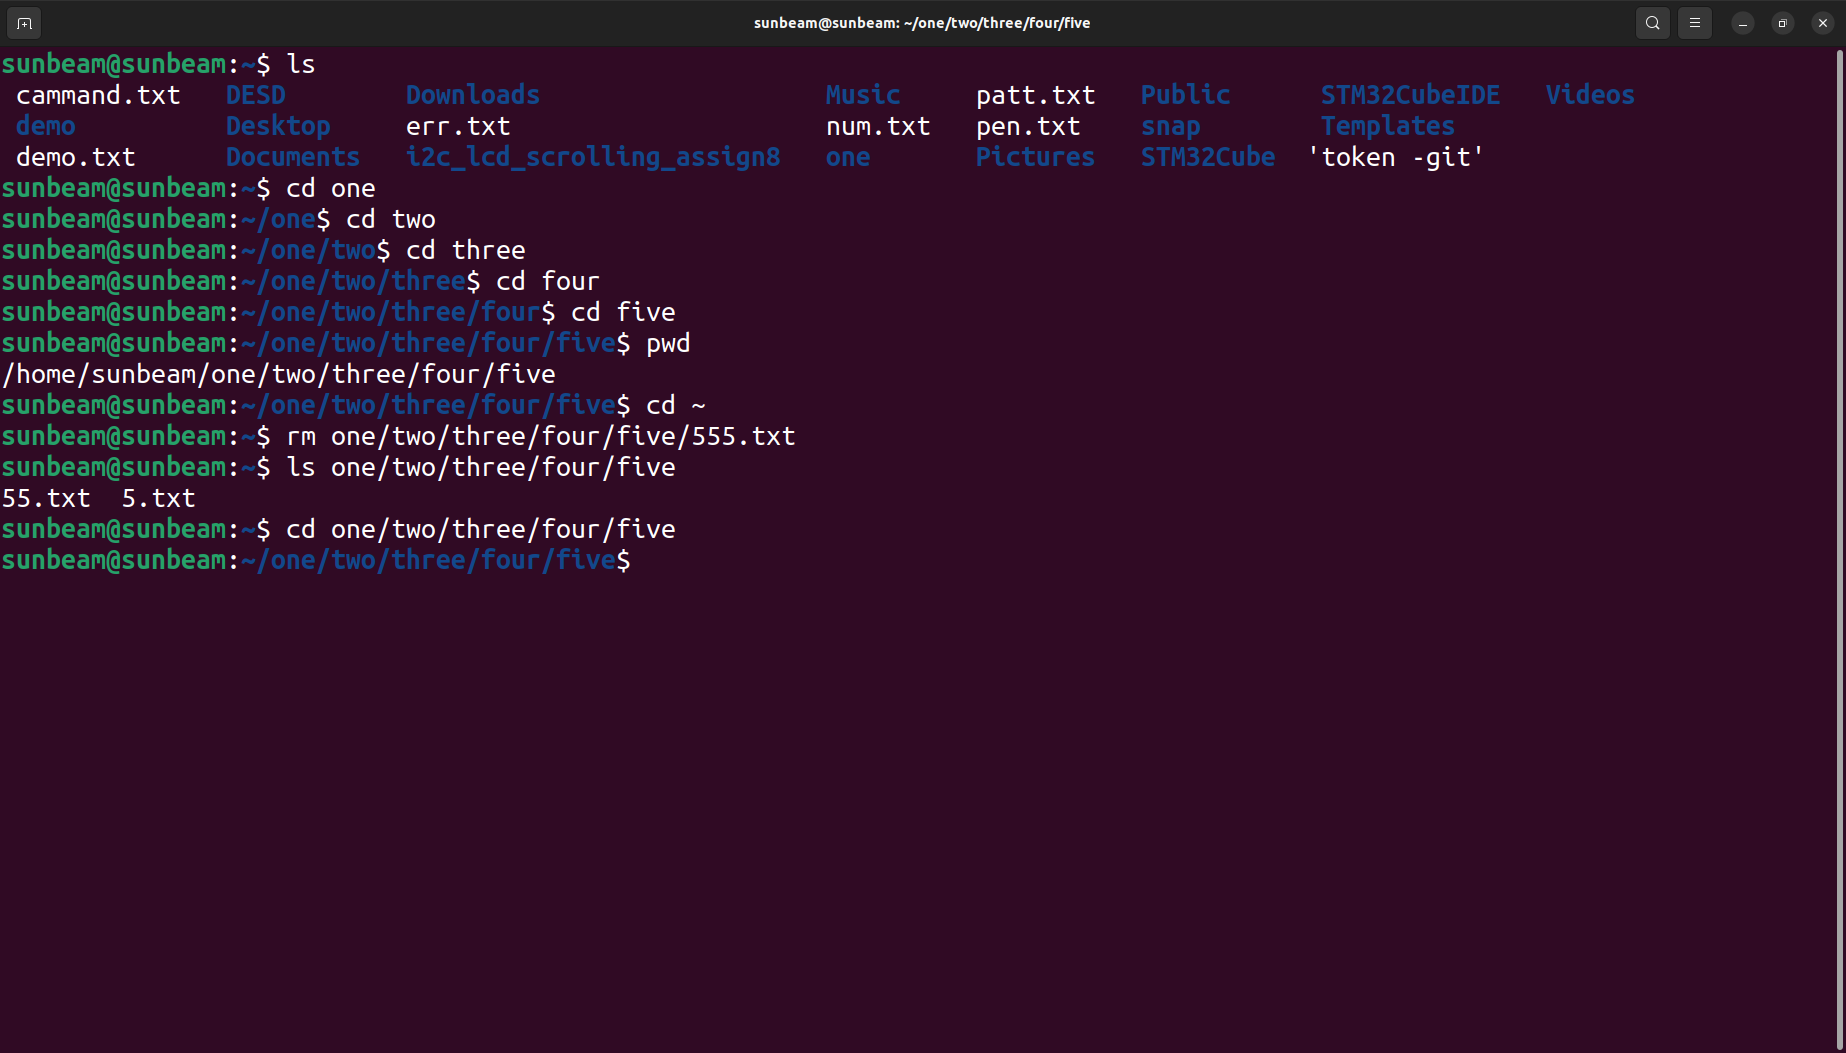 sunbeam@sunbeam: ~/one/two/three/four/five
sunbeam@sunbeam:~$ ls
cammand.txt DESD Downloads Music patt.txt Public STM32CubeIDE Videos
demo Desktop err.txt num.txt pen.txt snap Templates
demo.txt Documents i2c_lcd_scrolling_assign8 one Pictures STM32Cube 'token -git'
sunbeam@sunbeam:~$ cd one
sunbeam@sunbeam:~/one$ cd two
sunbeam@sunbeam:~/one/two$ cd three
sunbeam@sunbeam:~/one/two/three$ cd four
sunbeam@sunbeam:~/one/two/three/four$ cd five
sunbeam@sunbeam:~/one/two/three/four/five$ pwd
/home/sunbeam/one/two/three/four/five
sunbeam@sunbeam:~/one/two/three/four/five$ cd ~
sunbeam@sunbeam:~$ rm one/two/three/four/five/555.txt
sunbeam@sunbeam:~$ ls one/two/three/four/five
55.txt 5.txt
sunbeam@sunbeam:~$ cd one/two/three/four/five
sunbeam@sunbeam:~/one/two/three/four/five$